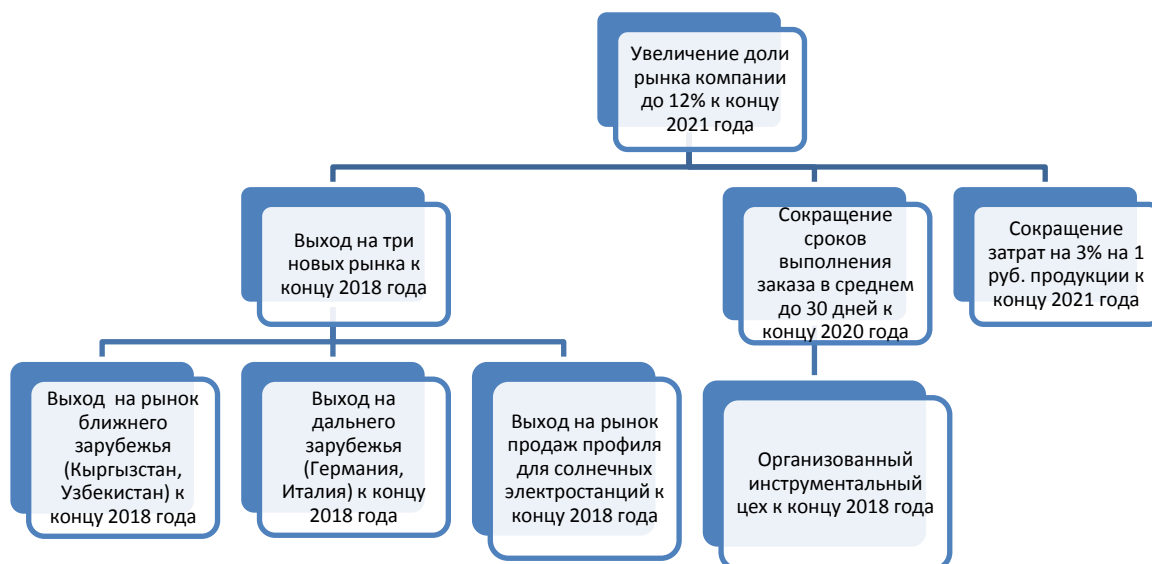 Увеличение доли
рынка компании
до 12% к концу
2021 года
Выход на три
новых рынка к
концу 2018 года
Сокращение
сроков
выполнения
заказа в среднем
до 30 дней к
концу 2020 года
Сокращение
затрат на 3% на 1
руб. продукции к
концу 2021 года
Выход на рынок
ближнего
зарубежья
(Кыргызстан,
Узбекистан) к
концу 2018 года
Выход на
дальнего
зарубежья
(Германия,
Италия) к концу
2018 года
Выход на рынок
продаж профиля
для солнечных
электростанций к
концу 2018 года
Организованный
инструментальный
цех к концу 2018 года